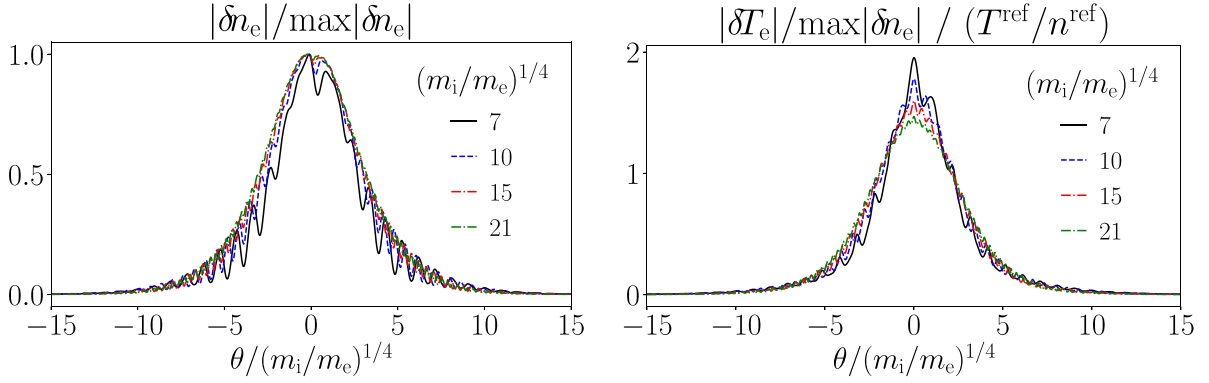 |δn_e|/max|δn_e|
1.0
0.5
0.0
−15 −10 −5 0 5 10 15
θ/(m_i/m_e)^{1/4}
(m_i/m_e)^{1/4}
7
10
15
21
|δT_e|/max|δn_e| / (T^{ref}/n^{ref})
2
1
0
−15 −10 −5 0 5 10 15
θ/(m_i/m_e)^{1/4}
(m_i/m_e)^{1/4}
7
10
15
21